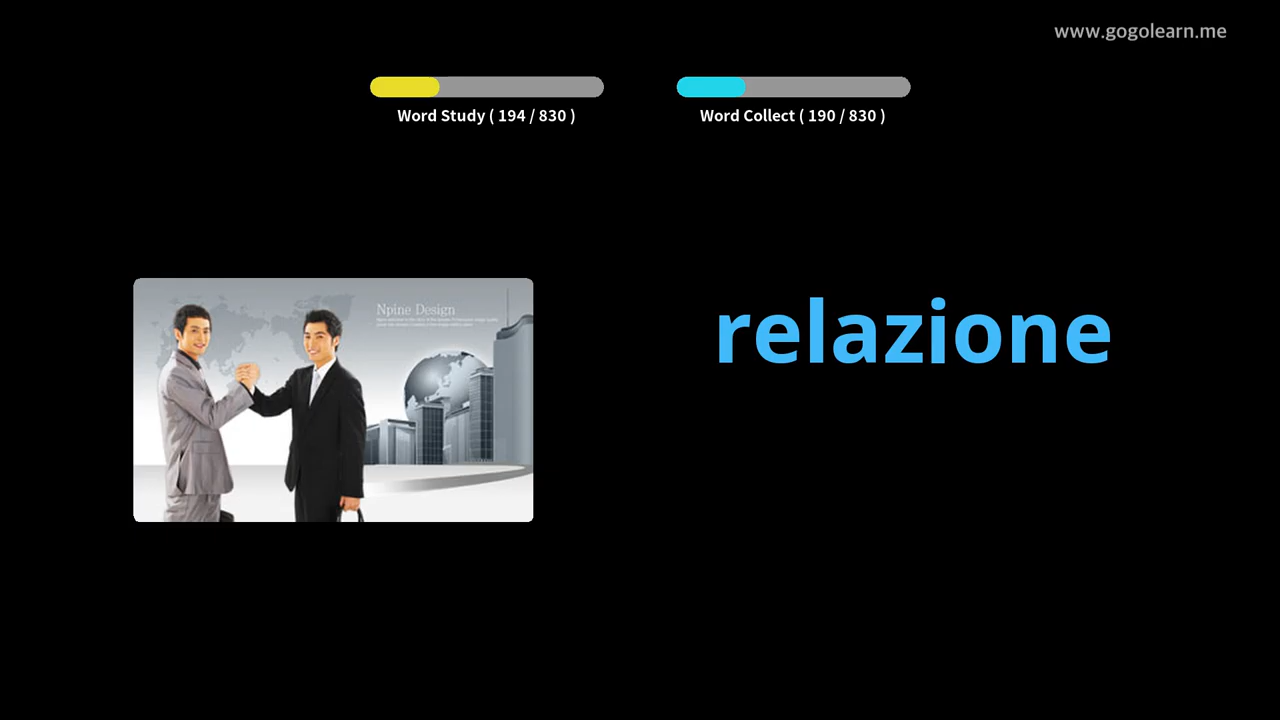 www.gogolearn.me
Word Study ( 194 / 830 )
Word Collect ( 190 / 830 )
Npine Design
relazione